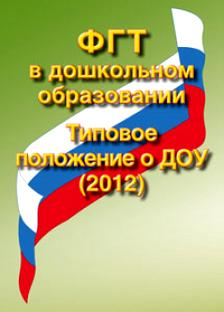 ФГТ
в дошкольном
образовании
Типовое
положение о ДОУ
(2012)